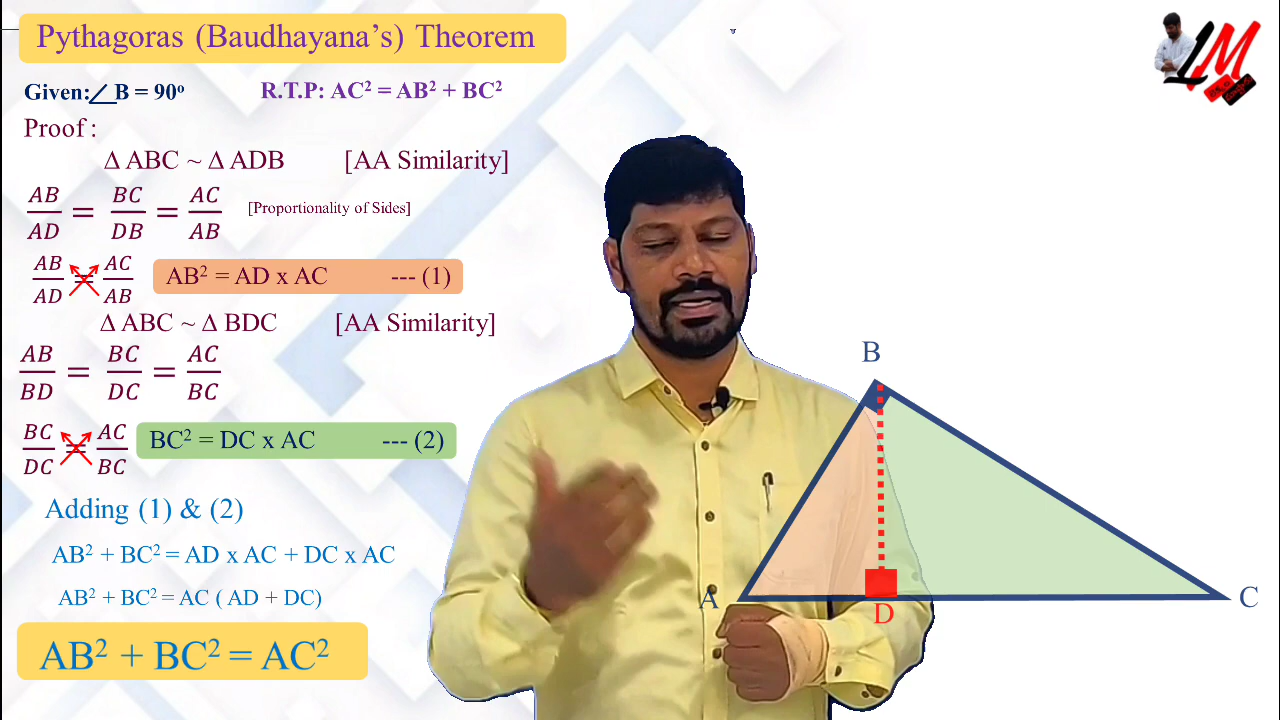 Pythagoras (Baudhayana’s) Theorem
Given:∠B = 90⁰
R.T.P: AC² = AB² + BC²
Proof :
Δ ABC ~ Δ ADB [AA Similarity]
AB/AD = BC/DB = AC/AB [Proportionality of Sides]
AB/AD = AC/AB
AB² = AD x AC --- (1)
Δ ABC ~ Δ BDC [AA Similarity]
AB/BD = BC/DC = AC/BC
BC/DC = AC/BC
BC² = DC x AC --- (2)
Adding (1) & (2)
AB² + BC² = AD x AC + DC x AC
AB² + BC² = AC ( AD + DC)
AB² + BC² = AC²
B
A
D
C
LM